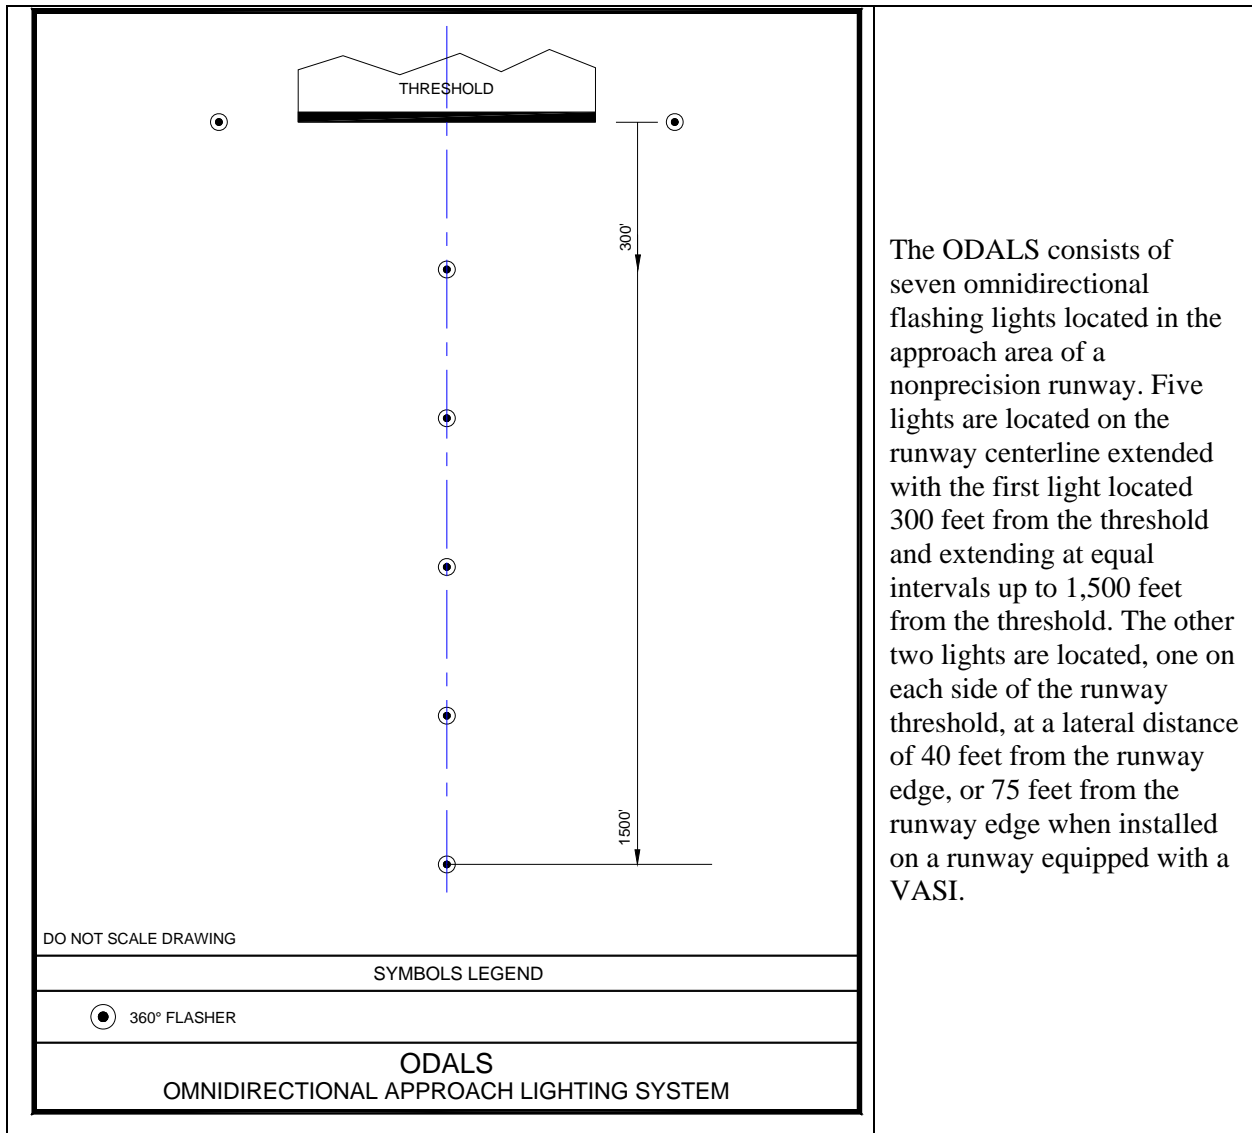 THRESHOLD
300'
1500'
DO NOT SCALE DRAWING
SYMBOLS LEGEND
360° FLASHER
ODALS
OMNIDIRECTIONAL APPROACH LIGHTING SYSTEM
The ODALS consists of
seven omnidirectional
flashing lights located in the
approach area of a
nonprecision runway. Five
lights are located on the
runway centerline extended
with the first light located
300 feet from the threshold
and extending at equal
intervals up to 1,500 feet
from the threshold. The other
two lights are located, one on
each side of the runway
threshold, at a lateral distance
of 40 feet from the runway
edge, or 75 feet from the
runway edge when installed
on a runway equipped with a
VASI.